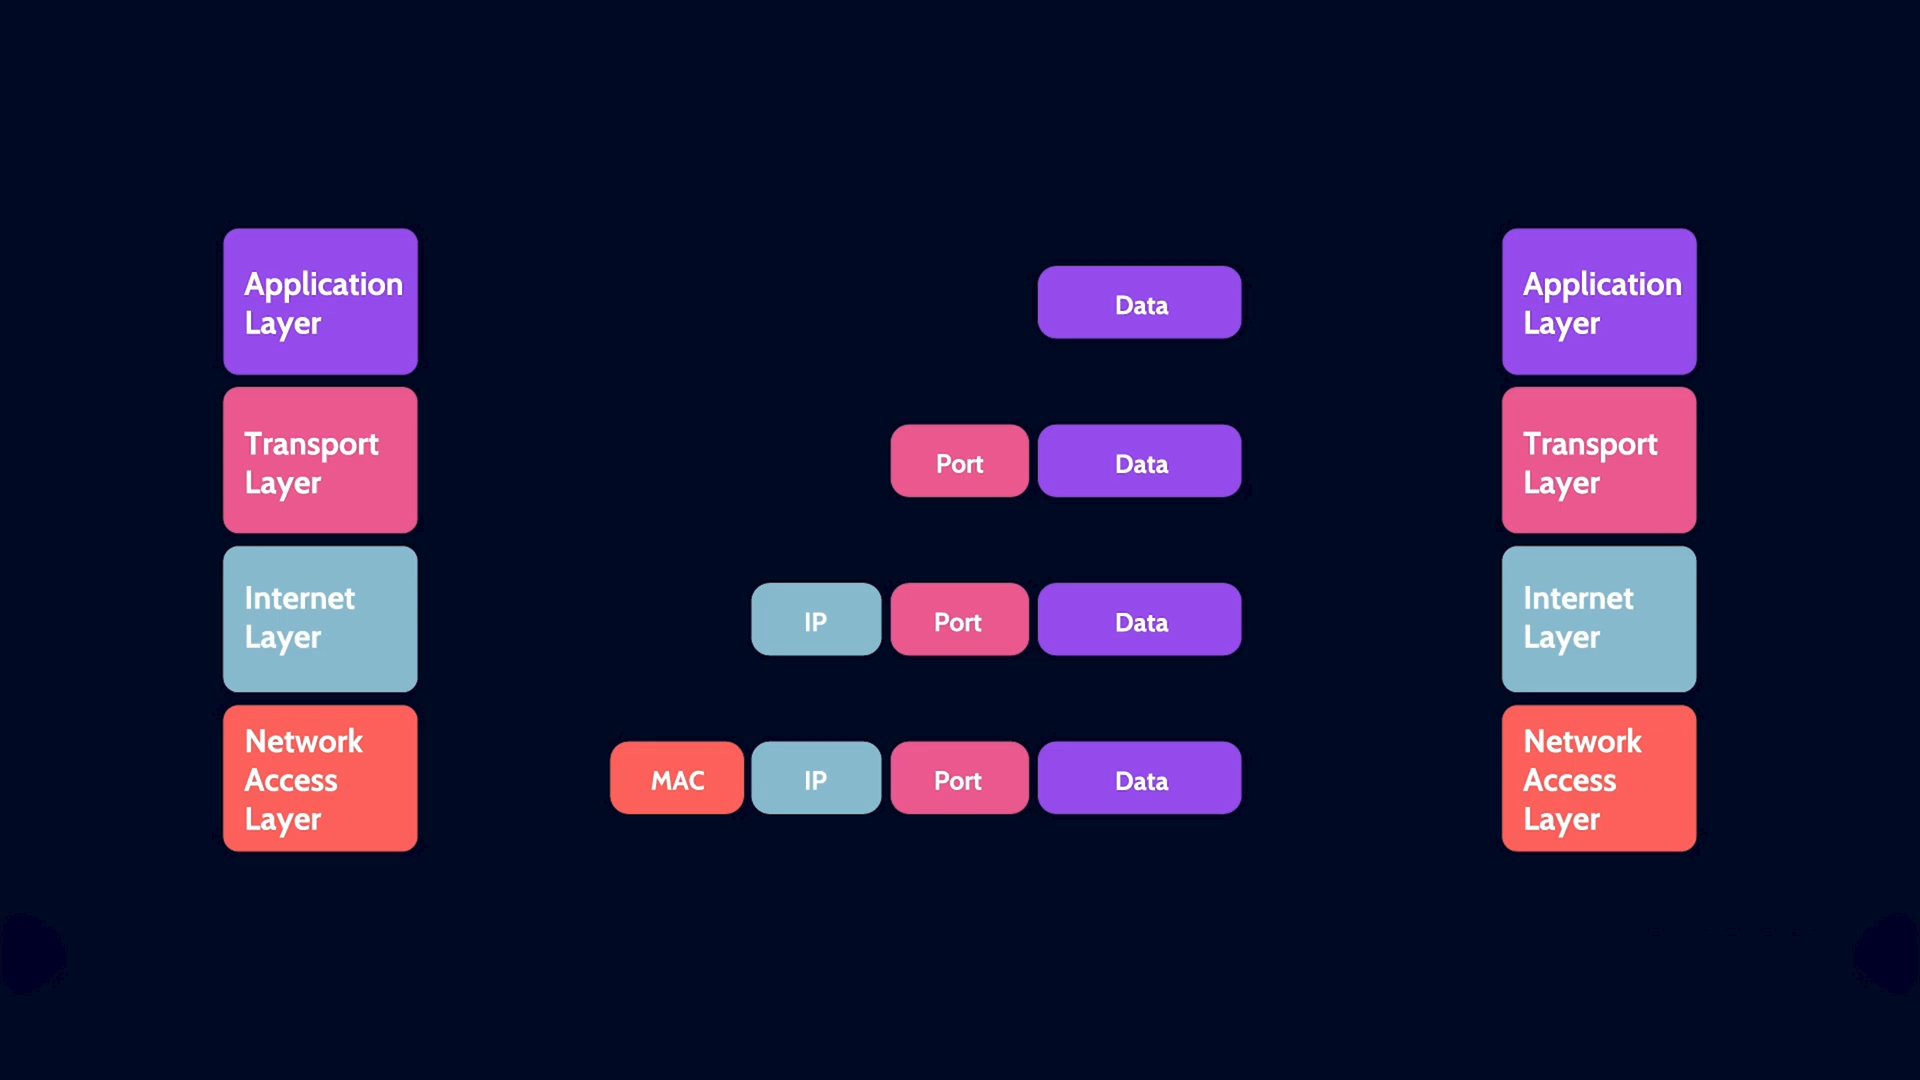 Application
Layer
Data
Application
Layer
Transport
Layer
Port
Data
Transport
Layer
Internet
Layer
IP
Port
Data
Internet
Layer
Network
Access
Layer
MAC
IP
Port
Data
Network
Access
Layer